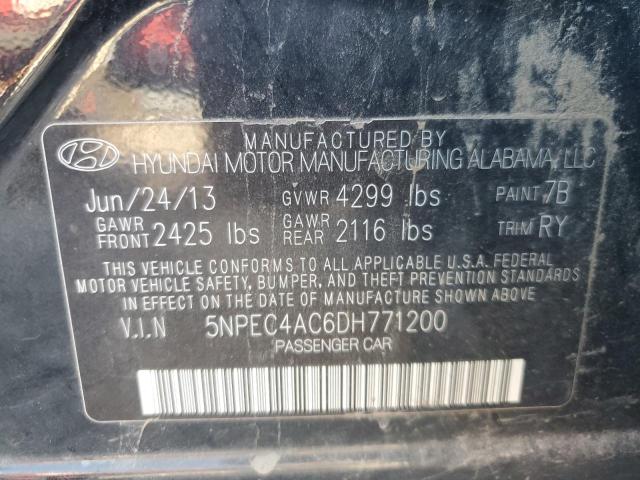 MANUFACTURED BY
HYUNDAI MOTOR MANUFACTURING ALABAMA, LLC
Jun/24/13 GVWR 4299 lbs PAINT 7B
GAWR FRONT 2425 lbs GAWR REAR 2116 lbs TRIM RY
THIS VEHICLE CONFORMS TO ALL APPLICABLE U.S.A. FEDERAL
MOTOR VEHICLE SAFETY, BUMPER, AND THEFT PREVENTION STANDARDS
IN EFFECT ON THE DATE OF MANUFACTURE SHOWN ABOVE.
V.I.N 5NPEC4AC6DH771200
PASSENGER CAR